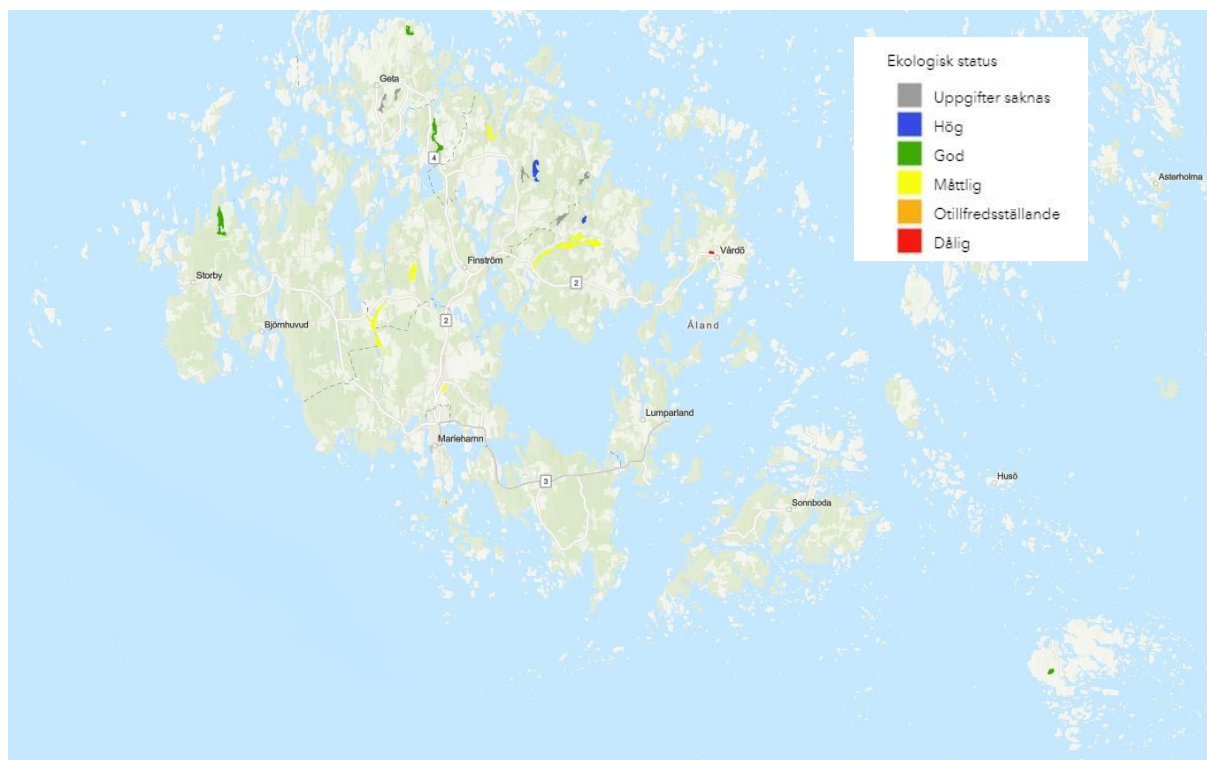 Ekologisk status
Uppgifter saknas
Hög
God
Måttlig
Otillfredsställande
Dålig
Geta
4
Asterholma
Vårdö
Finström
Storby
2
Björnhuvud
2
Åland
Lumparland
Mariehamn
3
Husö
Sonnboda